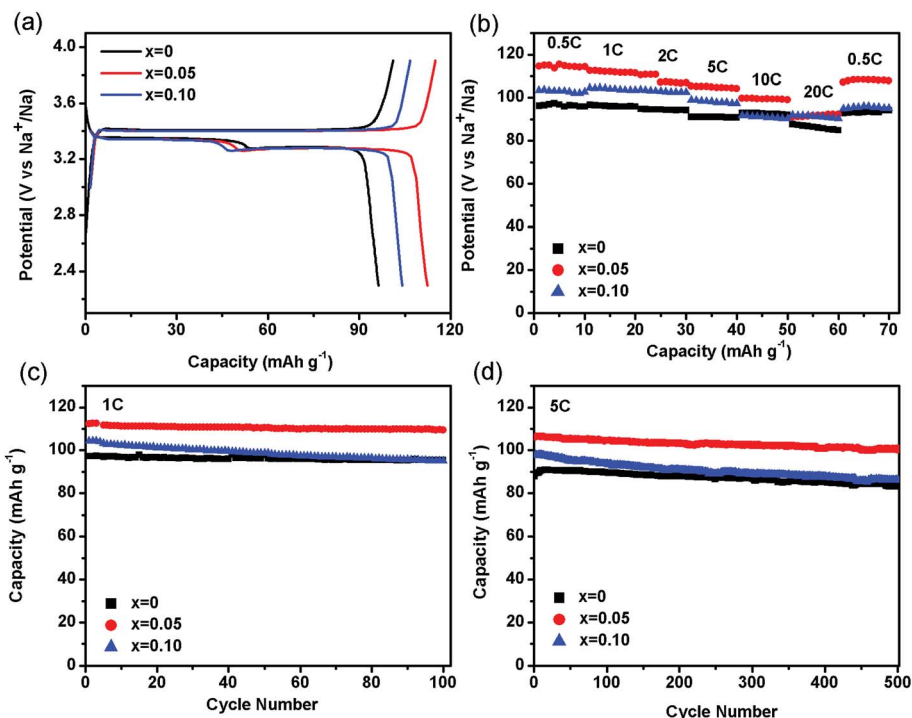 (a)
4.0
3.6
3.2
2.8
2.4
Potential (V vs Na⁺/Na)
x=0
x=0.05
x=0.10
0 30 60 90 120
Capacity (mAh g⁻¹)
(b)
120
100
80
60
40
20
0
Potential (V vs Na⁺/Na)
0.5C 1C 2C 5C 10C 20C 0.5C
x=0
x=0.05
x=0.10
0 10 20 30 40 50 60 70
Capacity (mAh g⁻¹)
(c)
120
100
80
60
40
20
0
Capacity (mAh g⁻¹)
1C
x=0
x=0.05
x=0.10
0 20 40 60 80 100
Cycle Number
(d)
120
100
80
60
40
20
0
Capacity (mAh g⁻¹)
5C
x=0
x=0.05
x=0.10
0 100 200 300 400 500
Cycle Number